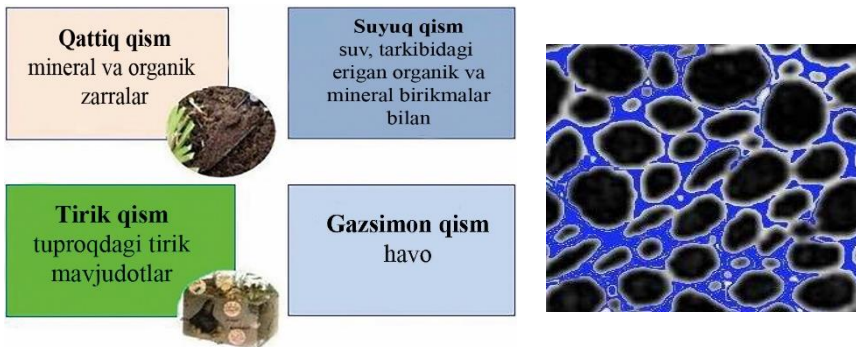 Qattiq qism
mineral va organik
zarralar
Suyuq qism
suv, tarkibidagi
erigan organik va
mineral birikmalar
bilan
Tirik qism
tuproqdagi tirik
mavjudotlar
Gazsimon qism
havo